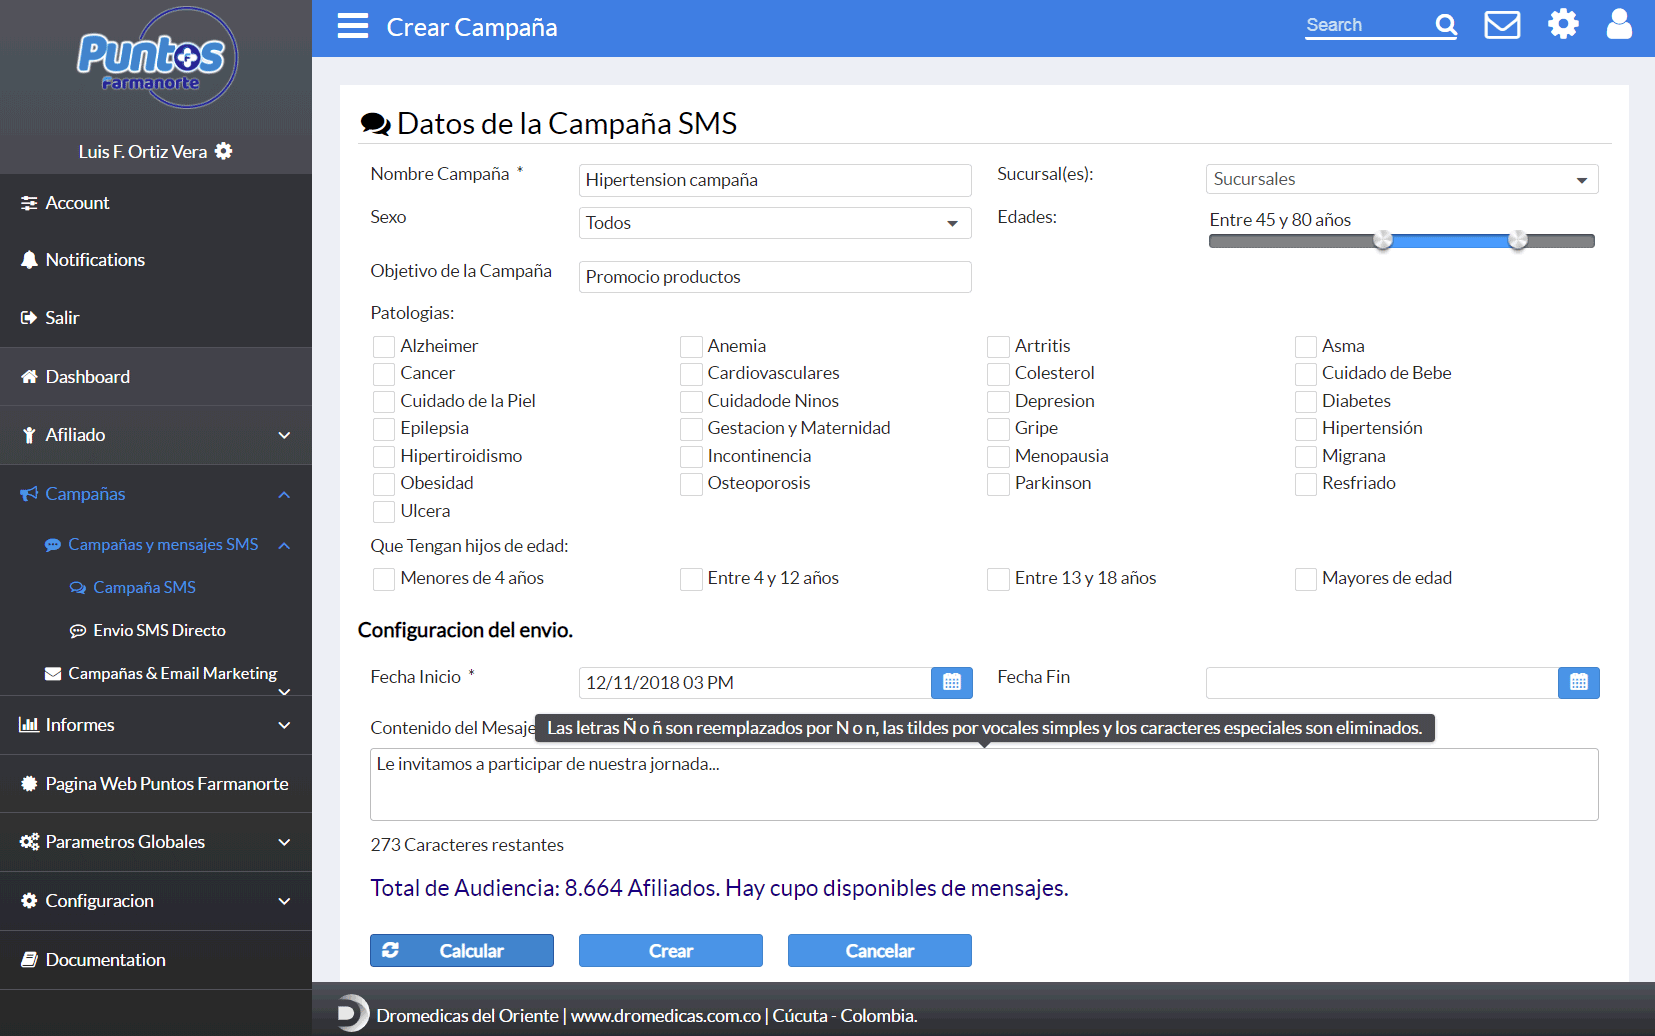 Puntos
Farmanorte
Luis F. Ortiz Vera
Account
Notifications
Salir
Dashboard
Afiliado
Campañas
Campañas y mensajes SMS
Campaña SMS
Envio SMS Directo
Campañas & Email Marketing
Informes
Pagina Web Puntos Farmanorte
Parametros Globales
Configuracion
Documentation
Crear Campaña
Search
Datos de la Campaña SMS
Nombre Campaña *
Hipertension campaña
Sucursal(es):
Sucursales
Sexo
Todos
Edades:
Entre 45 y 80 años
Objetivo de la Campaña
Promocio productos
Patologias:
Alzheimer
Anemia
Artritis
Asma
Cancer
Cardiovasculares
Colesterol
Cuidado de Bebe
Cuidado de la Piel
Cuidadode Ninos
Depresion
Diabetes
Epilepsia
Gestacion y Maternidad
Gripe
Hipertensión
Hipertiroidismo
Incontinencia
Menopausia
Migrana
Obesidad
Osteoporosis
Parkinson
Resfriado
Ulcera
Que Tengan hijos de edad:
Menores de 4 años
Entre 4 y 12 años
Entre 13 y 18 años
Mayores de edad
Configuracion del envio.
Fecha Inicio *
12/11/2018 03 PM
Fecha Fin
Contenido del Mesaje
Las letras Ñ o ñ son reemplazados por N o n, las tildes por vocales simples y los caracteres especiales son eliminados.
Le invitamos a participar de nuestra jornada...
273 Caracteres restantes
Total de Audiencia: 8.664 Afiliados. Hay cupo disponibles de mensajes.
Calcular
Crear
Cancelar
Dromedicas del Oriente | www.dromedicas.com.co | Cúcuta - Colombia.